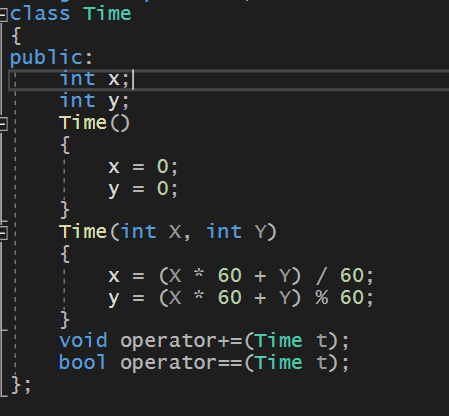 class Time
{
public:
    int x;
    int y;
    Time()
    {
        x = 0;
        y = 0;
    }
    Time(int X, int Y)
    {
        x = (X * 60 + Y) / 60;
        y = (X * 60 + Y) % 60;
    }
    void operator+=(Time t);
    bool operator==(Time t);
};